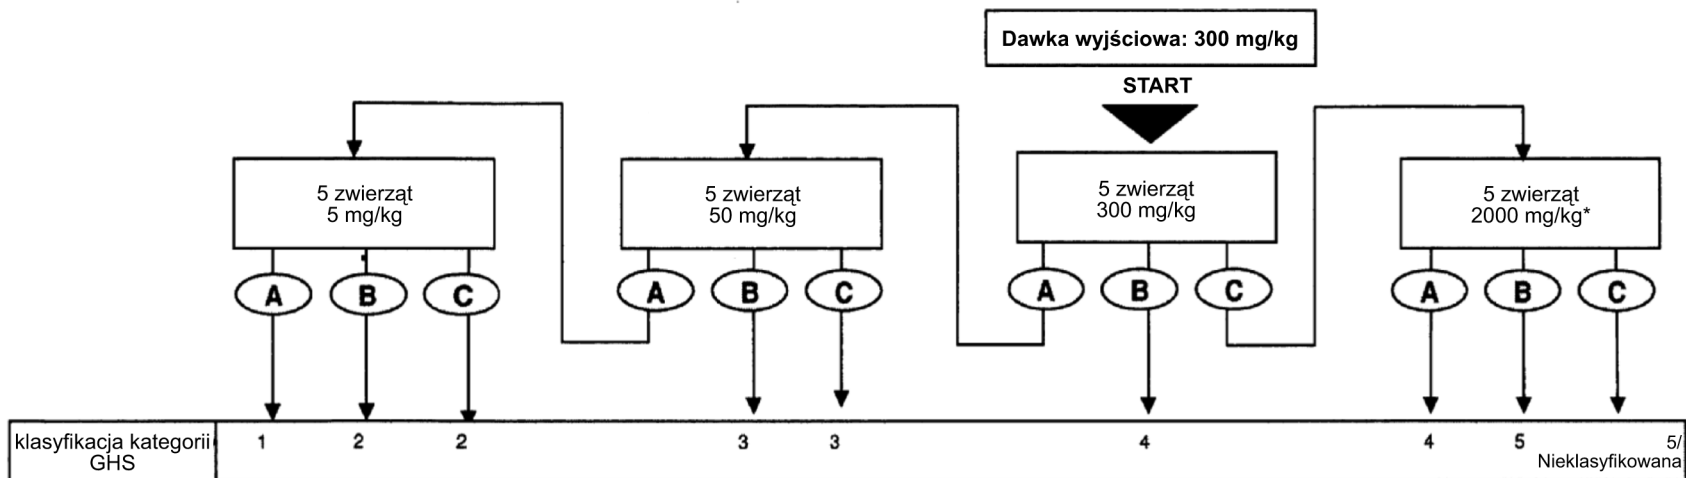 Dawka wyjściowa: 300 mg/kg
START
5 zwierząt
5 mg/kg
5 zwierząt
50 mg/kg
5 zwierząt
300 mg/kg
5 zwierząt
2000 mg/kg*
A B C A B C A B C A B C
klasyfikacja kategorii 1 2 2 3 3 4 4 5 5/
GHS Nieklasyfikowana